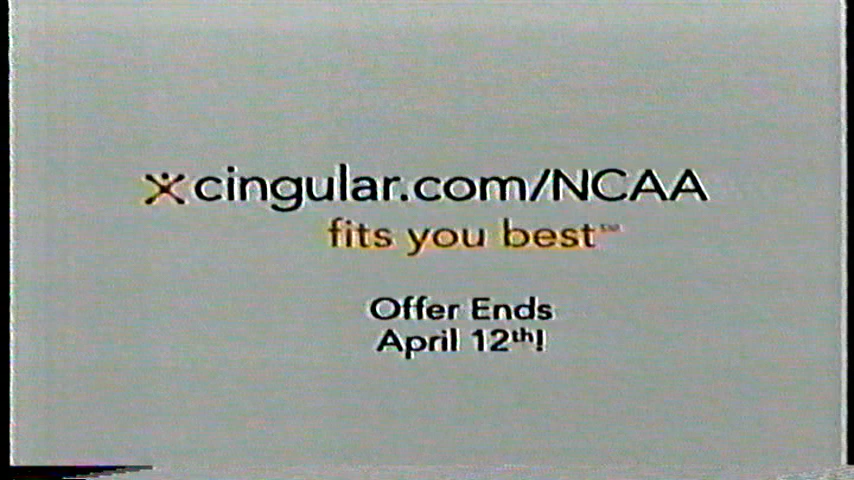 cingular.com/NCAA
fits you best℠
Offer Ends
April 12th!